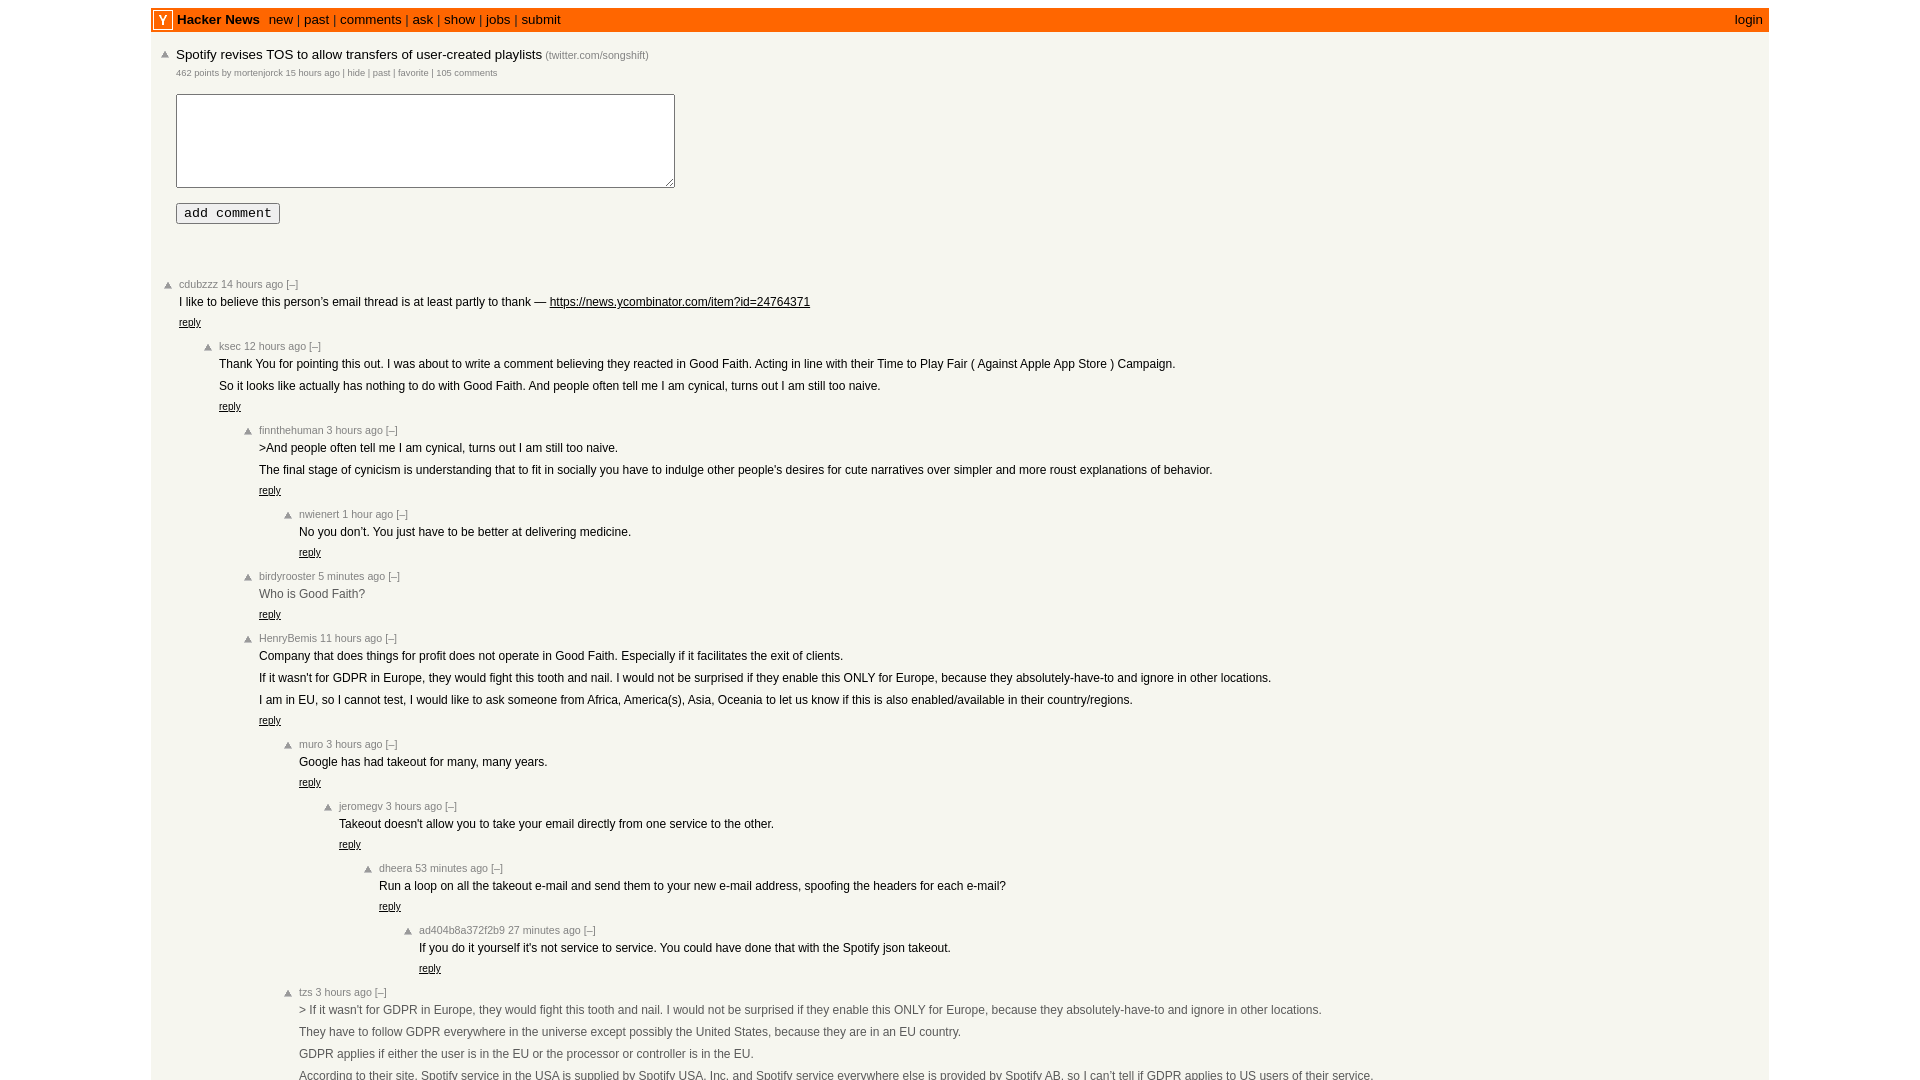 Y Hacker News new | past | comments | ask | show | jobs | submit login
Spotify revises TOS to allow transfers of user-created playlists (twitter.com/songshift)
462 points by mortenjorck 15 hours ago | hide | past | favorite | 105 comments
add comment
cdubzzz 14 hours ago [–]
I like to believe this person’s email thread is at least partly to thank — https://news.ycombinator.com/item?id=24764371
reply
ksec 12 hours ago [–]
Thank You for pointing this out. I was about to write a comment believing they reacted in Good Faith. Acting in line with their Time to Play Fair ( Against Apple App Store ) Campaign.
So it looks like actually has nothing to do with Good Faith. And people often tell me I am cynical, turns out I am still too naive.
reply
finnthehuman 3 hours ago [–]
>And people often tell me I am cynical, turns out I am still too naive.
The final stage of cynicism is understanding that to fit in socially you have to indulge other people's desires for cute narratives over simpler and more roust explanations of behavior.
reply
nwienert 1 hour ago [–]
No you don’t. You just have to be better at delivering medicine.
reply
birdyrooster 5 minutes ago [–]
Who is Good Faith?
reply
HenryBemis 11 hours ago [–]
Company that does things for profit does not operate in Good Faith. Especially if it facilitates the exit of clients.
If it wasn't for GDPR in Europe, they would fight this tooth and nail. I would not be surprised if they enable this ONLY for Europe, because they absolutely-have-to and ignore in other locations.
I am in EU, so I cannot test, I would like to ask someone from Africa, America(s), Asia, Oceania to let us know if this is also enabled/available in their country/regions.
reply
muro 3 hours ago [–]
Google has had takeout for many, many years.
reply
jeromegv 3 hours ago [–]
Takeout doesn't allow you to take your email directly from one service to the other.
reply
dheera 53 minutes ago [–]
Run a loop on all the takeout e-mail and send them to your new e-mail address, spoofing the headers for each e-mail?
reply
ad404b8a372f2b9 27 minutes ago [–]
If you do it yourself it's not service to service. You could have done that with the Spotify json takeout.
reply
tzs 3 hours ago [–]
> If it wasn't for GDPR in Europe, they would fight this tooth and nail. I would not be surprised if they enable this ONLY for Europe, because they absolutely-have-to and ignore in other locations.
They have to follow GDPR everywhere in the universe except possibly the United States, because they are in an EU country.
GDPR applies if either the user is in the EU or the processor or controller is in the EU.
According to their site, Spotify service in the USA is supplied by Spotify USA, Inc. and Spotify service everywhere else is provided by Spotify AB, so I can’t tell if GDPR applies to US users of their service.